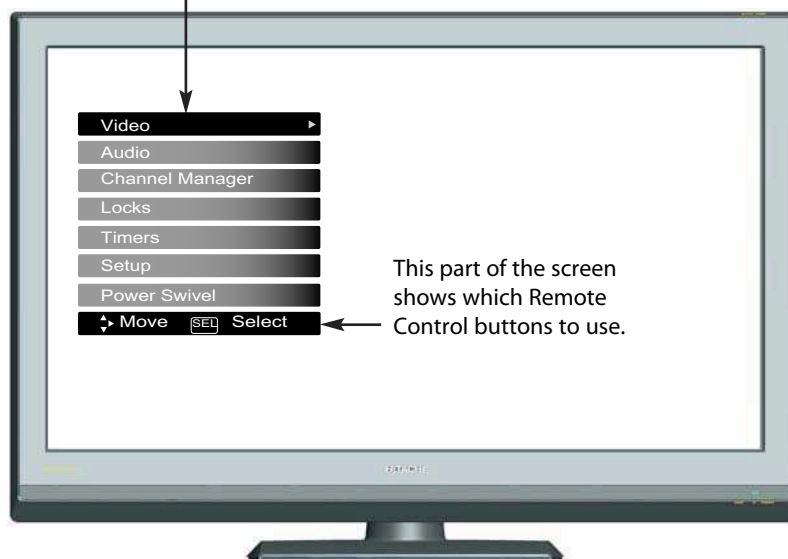 Video
Audio
Channel Manager
Locks
Timers
Setup
Power Swivel
Move SEL Select
This part of the screen
shows which Remote
Control buttons to use.
HITACHI